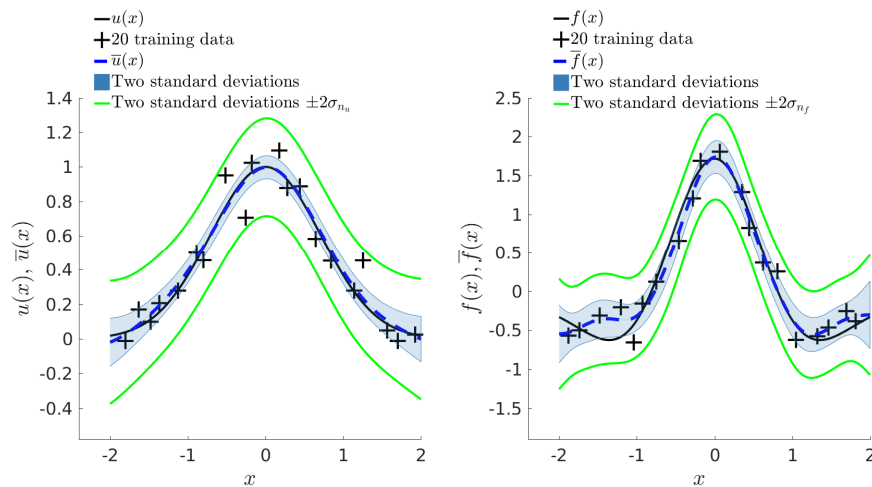 u(x)
20 training data
u̅(x)
Two standard deviations
Two standard deviations ±2σ_{n_u}
1.4
1.2
1
0.8
0.6
0.4
0.2
0
-0.2
-0.4
-2 -1 0 1 2
x
u(x), u̅(x)
f(x)
20 training data
f̅(x)
Two standard deviations
Two standard deviations ±2σ_{n_f}
2.5
2
1.5
1
0.5
0
-0.5
-1
-1.5
-2 -1 0 1 2
x
f(x), f̅(x)